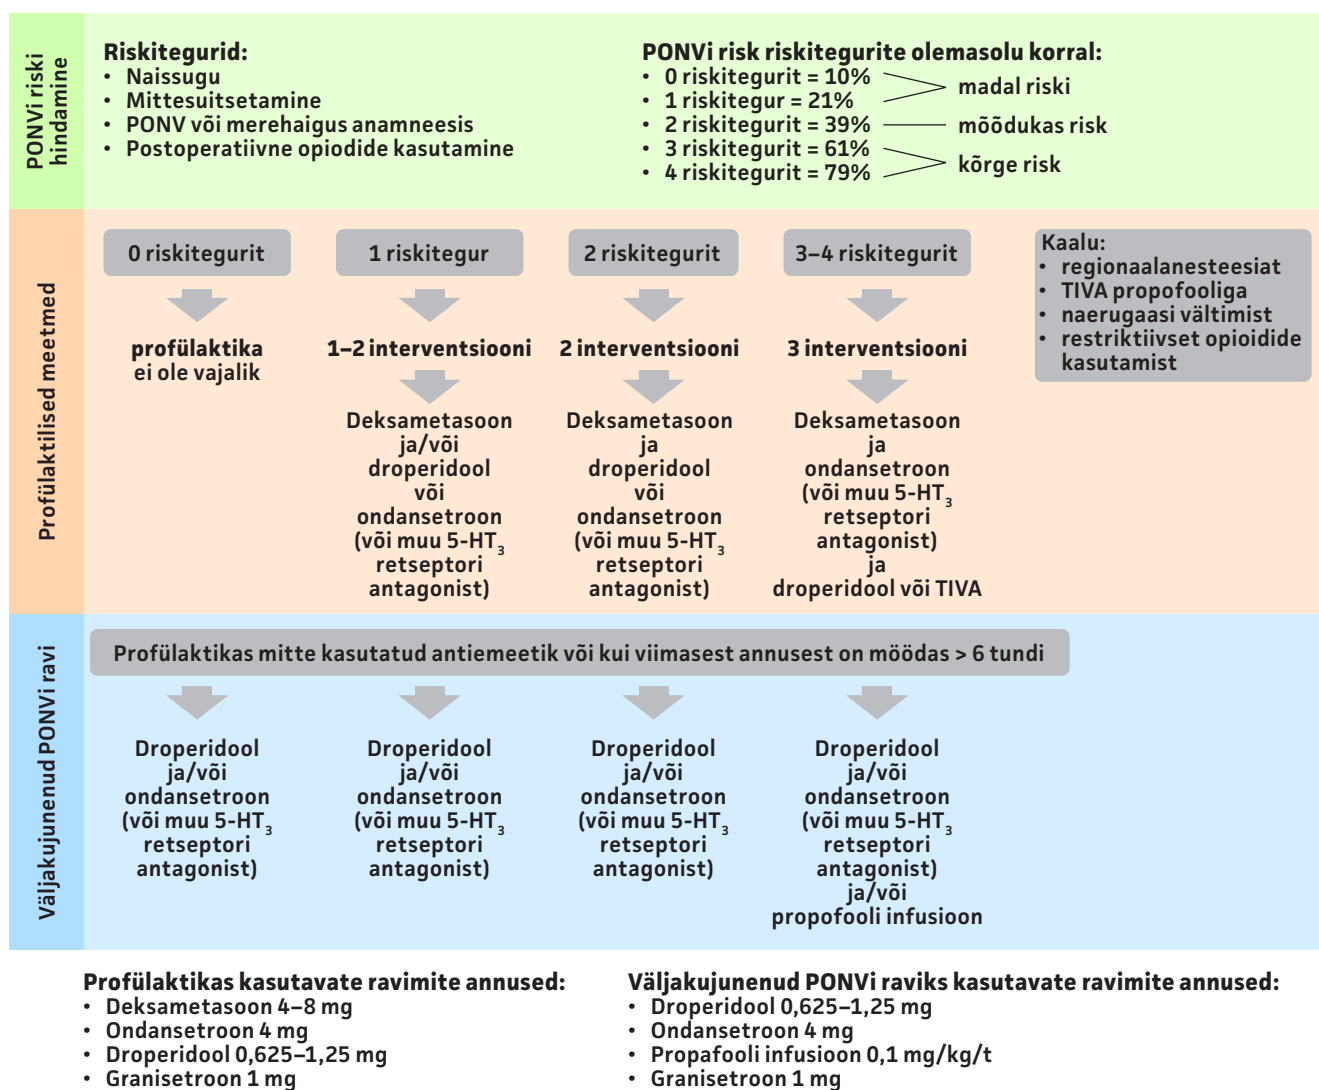 PONVi riski
hindamine
Riskitegurid:
• Naissugu
• Mittesuitsetamine
• PONV või merehaigus anamneesis
• Postoperatiivne opiodide kasutamine
PONVi risk riskitegurite olemasolu korral:
• 0 riskitegurit = 10%
• 1 riskitegur = 21%
madal riski
• 2 riskitegurit = 39%
mõõdukas risk
• 3 riskitegurit = 61%
• 4 riskitegurit = 79%
kõrge risk
Profülaktilised meetmed
0 riskitegurit
profülaktika
ei ole vajalik
1 riskitegur
1–2 interventsiooni
Deksametasoon
ja/või
droperidool
või
ondansetroon
(või muu 5-HT₃
retseptori
antagonist)
2 riskitegurit
2 interventsiooni
Deksametasoon
ja
droperidool
või
ondansetroon
(või muu 5-HT₃
retseptori
antagonist)
3–4 riskitegurit
3 interventsiooni
Deksametasoon
ja
ondansetroon
(või muu 5-HT₃
retseptori
antagonist)
ja
droperidool või TIVA
Kaalu:
• regionaalanesteesiat
• TIVA propofooliga
• naerugaasi vältimist
• restriktiivset opioidide
kasutamist
Väljakujunenud PONVi ravi
Profülaktikas mitte kasutatud antiemeetik või kui viimasest annusest on möödas > 6 tundi
Droperidool
ja/või
ondansetroon
(või muu 5-HT₃
retseptori
antagonist)
Droperidool
ja/või
ondansetroon
(või muu 5-HT₃
retseptori
antagonist)
Droperidool
ja/või
ondansetroon
(või muu 5-HT₃
retseptori
antagonist)
Droperidool
ja/või
ondansetroon
(või muu 5-HT₃
retseptori
antagonist)
ja/või
propofooli infusioon
Profülaktikas kasutavate ravimite annused:
• Deksametasoon 4–8 mg
• Ondansetroon 4 mg
• Droperidool 0,625–1,25 mg
• Granisetroon 1 mg
Väljakujunenud PONVi raviks kasutavate ravimite annused:
• Droperidool 0,625–1,25 mg
• Ondansetroon 4 mg
• Propafooli infusioon 0,1 mg/kg/t
• Granisetroon 1 mg